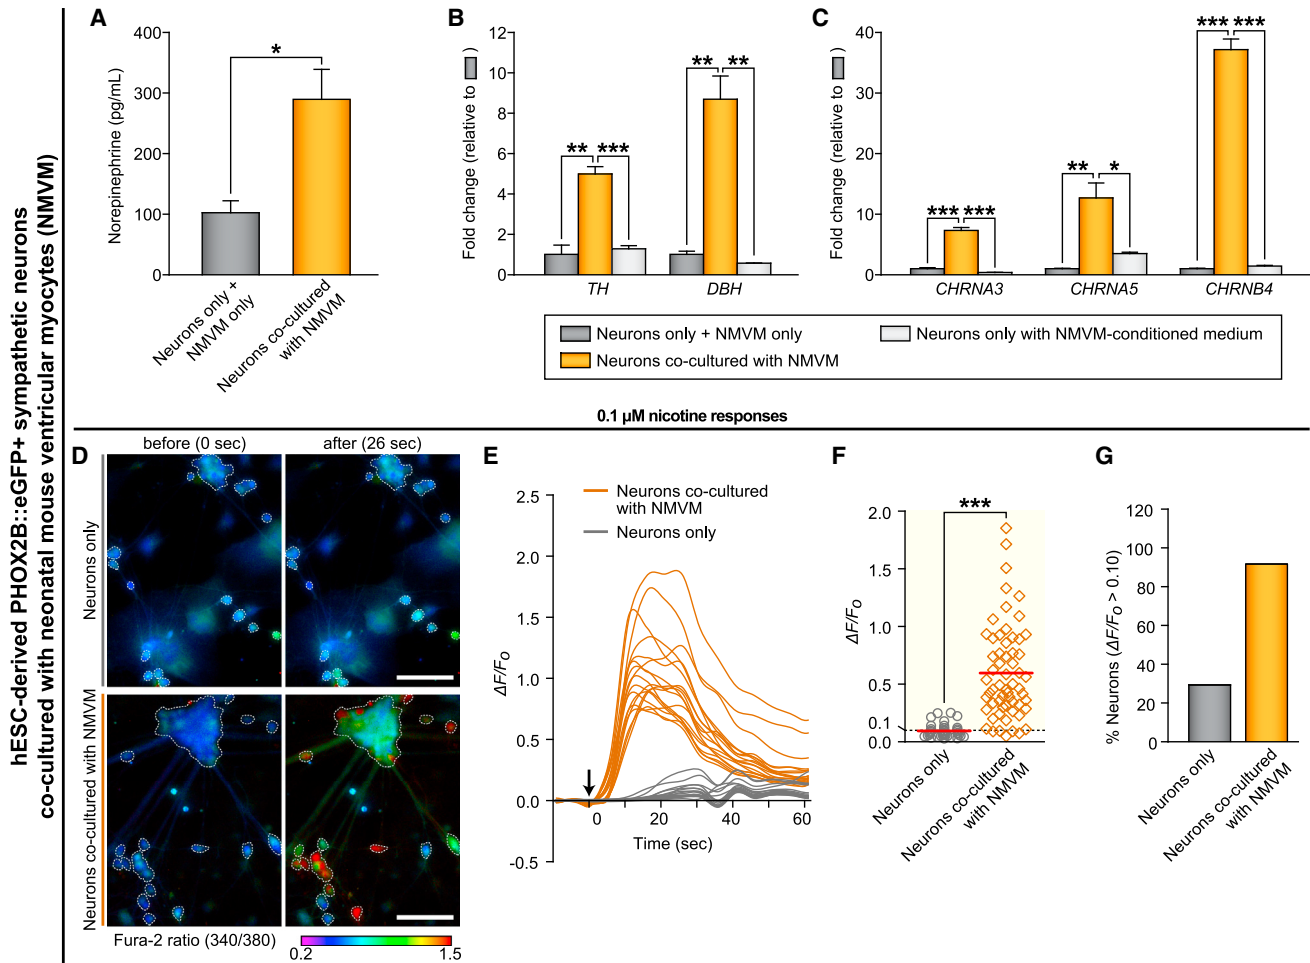 hESC-derived PHOX2B::eGFP+ sympathetic neurons
co-cultured with neonatal mouse ventricular myocytes (NMVM)
A
Norepinephrine (pg/mL)
400
300
200
100
0
*
Neurons only +
NMVM only
Neurons co-cultured
with NMVM
B
Fold change (relative to )
12
10
8
6
4
2
0
** ***
** **
TH
DBH
C
Fold change (relative to )
40
30
20
10
0
*** ***
** *
*** ***
CHRNA3
CHRNA5
CHRNB4
Neurons only + NMVM only
Neurons only with NMVM-conditioned medium
Neurons co-cultured with NMVM
0.1 µM nicotine responses
D
before (0 sec)
after (26 sec)
Neurons only
Neurons co-cultured with NMVM
Fura-2 ratio (340/380)
0.2
1.5
E
Neurons co-cultured
with NMVM
Neurons only
ΔF/Fo
2.5
2.0
1.5
1.0
0.5
0.0
-0.5
0
20
40
60
Time (sec)
F
ΔF/Fo
2.0
1.5
1.0
0.5
0.1
0.0
***
Neurons only
Neurons co-cultured
with NMVM
G
% Neurons (ΔF/Fo > 0.10)
120
100
80
60
40
20
0
Neurons only
Neurons co-cultured
with NMVM